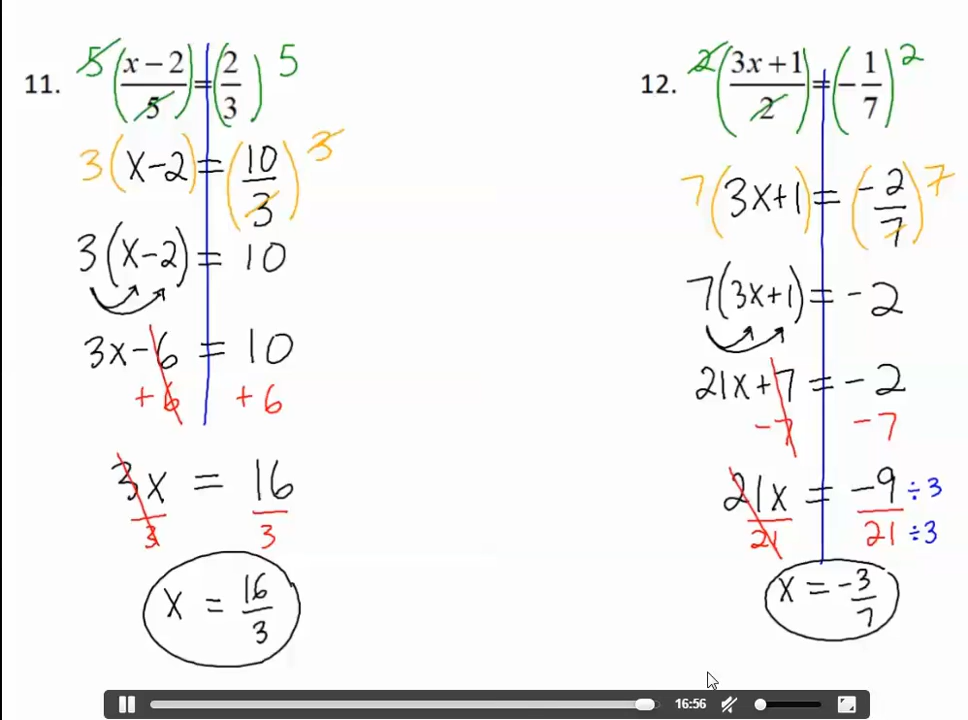 11. 5((x − 2)/5) = (2/3) 5
3(x − 2) = (10/3) 3
3(x − 2) = 10
3x − 6 = 10
+ 6 + 6
3x = 16
3 3
x = 16/3
12. 2((3x + 1)/2) = (−1/7) 2
7(3x + 1) = (−2/7) 7
7(3x + 1) = −2
21x + 7 = −2
− 7 − 7
21x = −9 ÷ 3
21 21 ÷ 3
x = −3/7
16:56